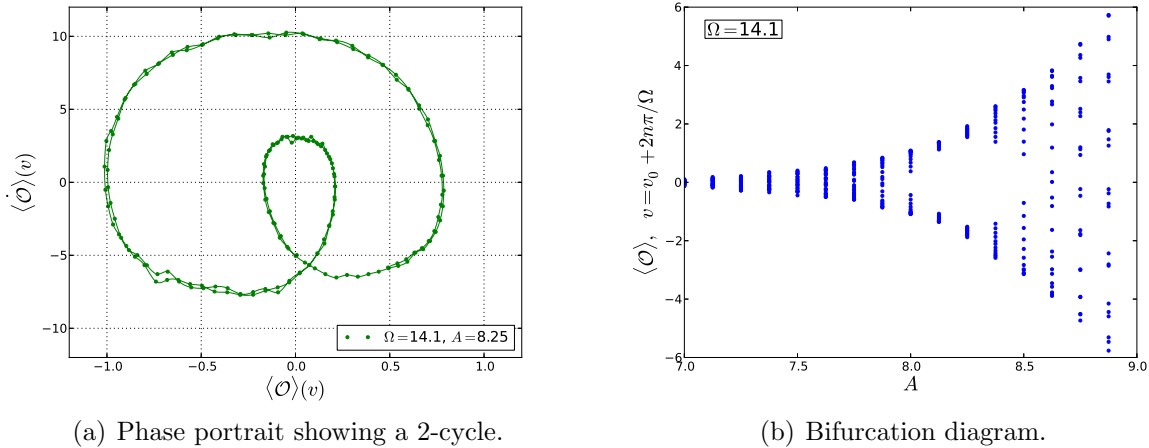 10
5
0
−5
−10
⟨𝒪̇⟩(v)
−1.0 −0.5 0.0 0.5 1.0
⟨𝒪⟩(v)
Ω=14.1, A=8.25
(a) Phase portrait showing a 2-cycle.
Ω=14.1
6
4
2
0
−2
−4
−6
⟨𝒪⟩, v=v₀+2nπ/Ω
7.0 7.5 8.0 8.5 9.0
A
(b) Bifurcation diagram.